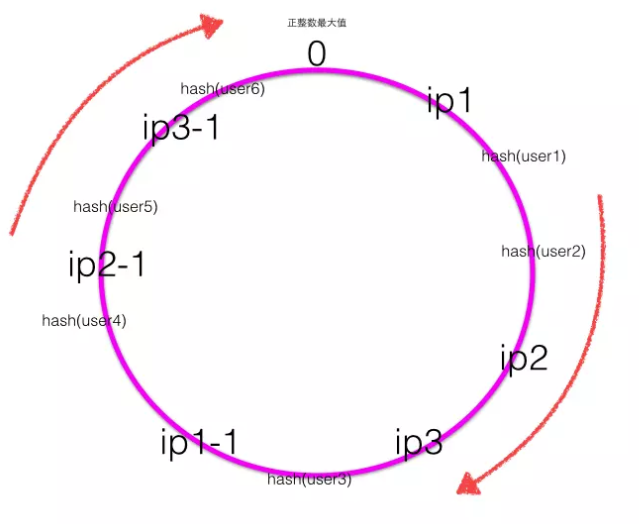 正整数最大值
0
hash(user6)
ip1
ip3-1
hash(user1)
hash(user5)
hash(user2)
ip2-1
hash(user4)
ip2
ip1-1
ip3
hash(user3)